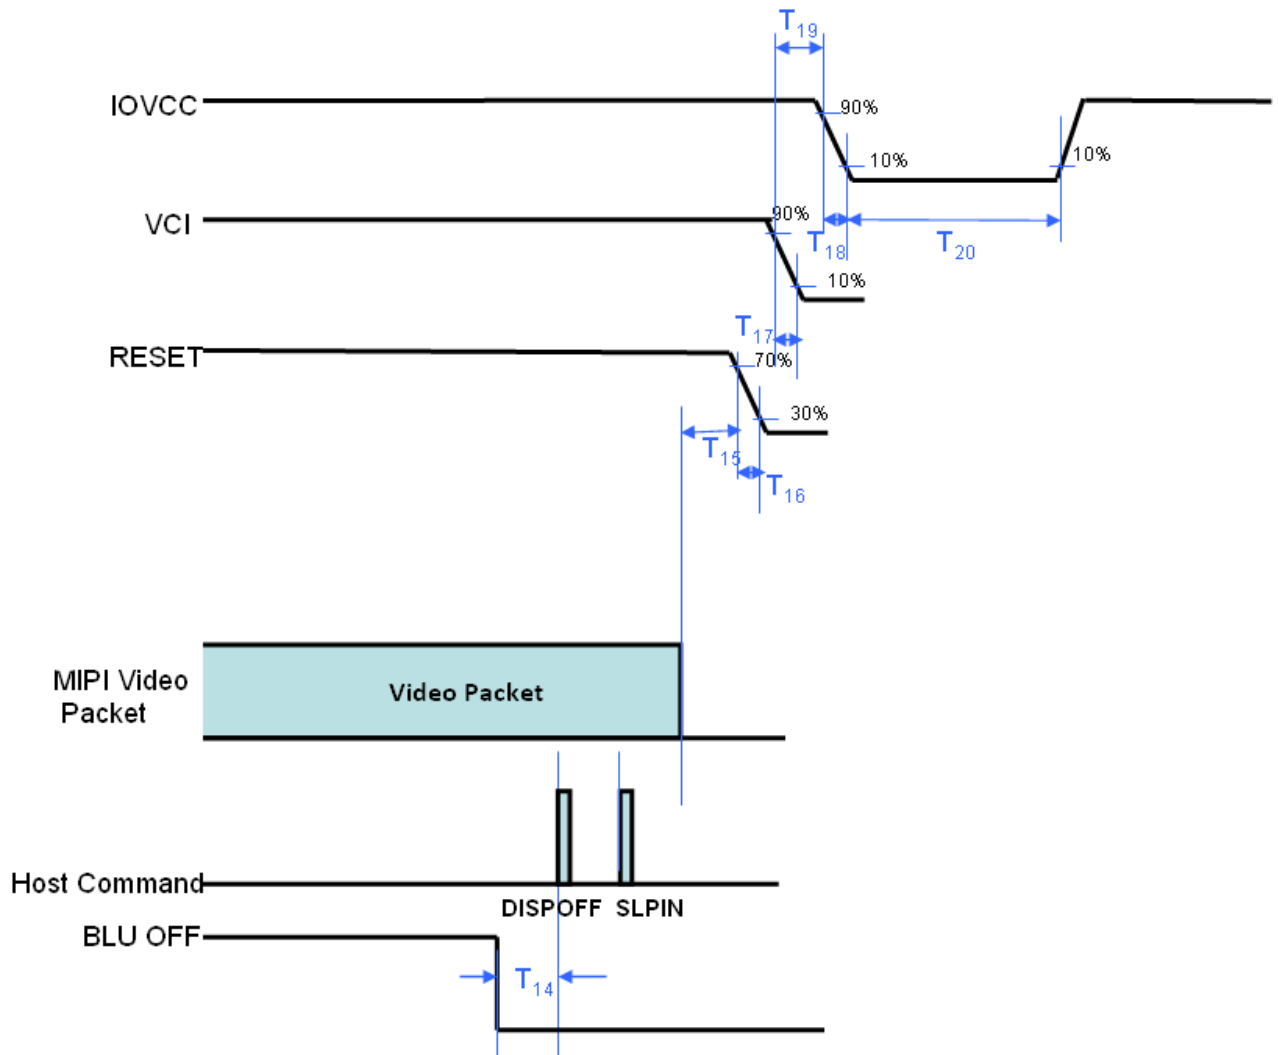 T19
IOVCC
90%
10%
10%
VCI
90%
T18
T20
10%
T17
RESET
70%
30%
T15
T16
MIPI Video
Packet
Video Packet
Host Command
DISPOFF SLPIN
BLU OFF
T14